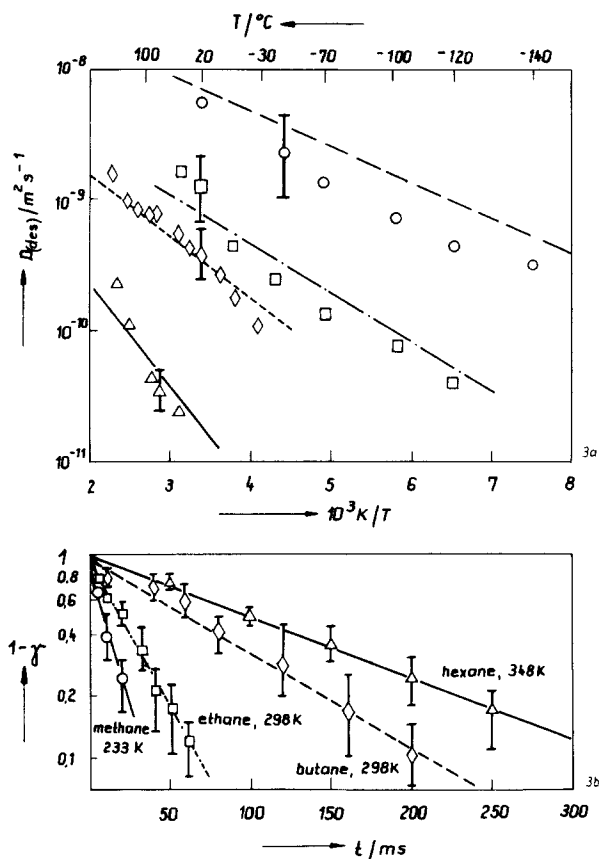 T/°C
100 20 -30 -70 -100 -120 -140
10⁻⁸
10⁻⁹
10⁻¹⁰
10⁻¹¹
D(des)/m² s⁻¹
2 3 4 5 6 7 8
10³K/T
3a
1
0.8
0,6
0,4
0,2
0,1
1-γ
methane
233 K
ethane, 298K
butane, 298K
hexane, 348K
50 100 150 200 250 300
t/ms
3b